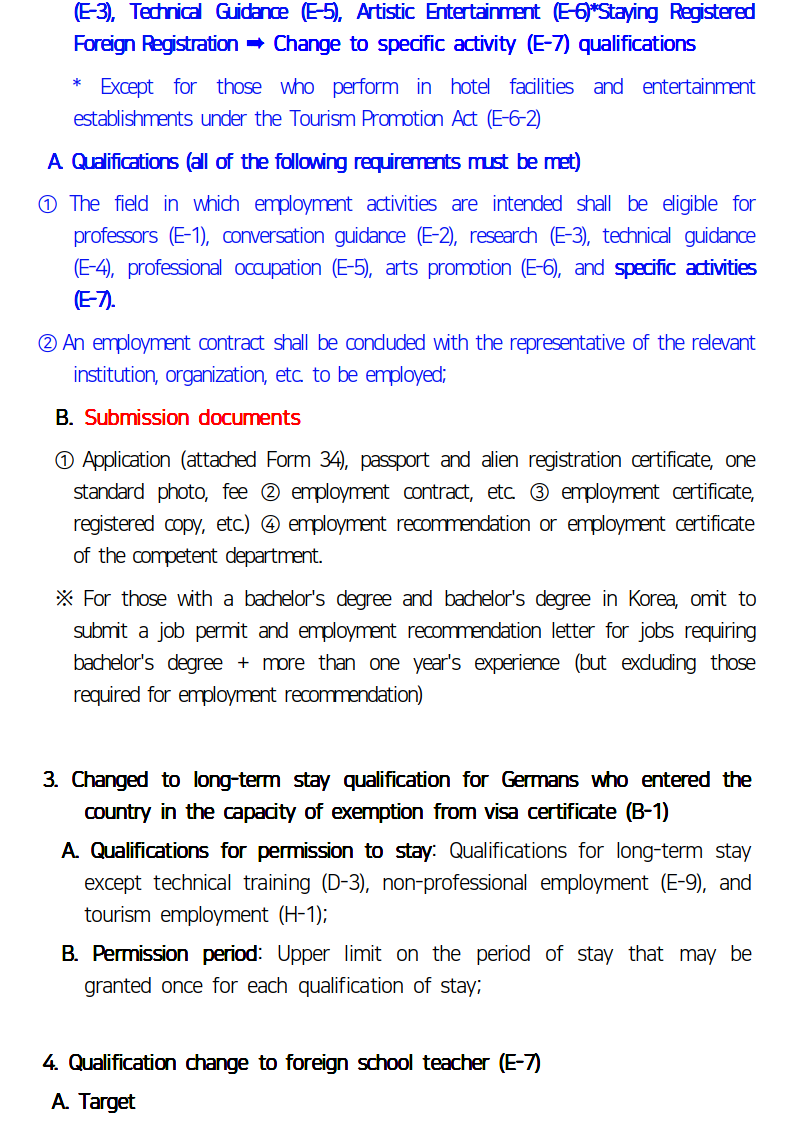 (E-3), Technical Guidance (E-5), Artistic Entertainment (E-6)*Staying Registered
Foreign Registration ➡ Change to specific activity (E-7) qualifications
* Except for those who perform in hotel facilities and entertainment
establishments under the Tourism Promotion Act (E-6-2)
A. Qualifications (all of the following requirements must be met)
① The field in which employment activities are intended shall be eligible for
professors (E-1), conversation guidance (E-2), research (E-3), technical guidance
(E-4), professional occupation (E-5), arts promotion (E-6), and specific activities
(E-7).
② An employment contract shall be concluded with the representative of the relevant
institution, organization, etc. to be employed;
B. Submission documents
① Application (attached Form 34), passport and alien registration certificate, one
standard photo, fee ② employment contract, etc. ③ employment certificate,
registered copy, etc.) ④ employment recommendation or employment certificate
of the competent department.
※ For those with a bachelor's degree and bachelor's degree in Korea, omit to
submit a job permit and employment recommendation letter for jobs requiring
bachelor's degree + more than one year's experience (but excluding those
required for employment recommendation)
3. Changed to long-term stay qualification for Germans who entered the
country in the capacity of exemption from visa certificate (B-1)
A. Qualifications for permission to stay: Qualifications for long-term stay
except technical training (D-3), non-professional employment (E-9), and
tourism employment (H-1);
B. Permission period: Upper limit on the period of stay that may be
granted once for each qualification of stay;
4. Qualification change to foreign school teacher (E-7)
A. Target